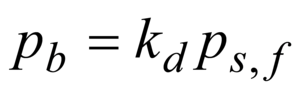 p_b = k_d p_{s,f}